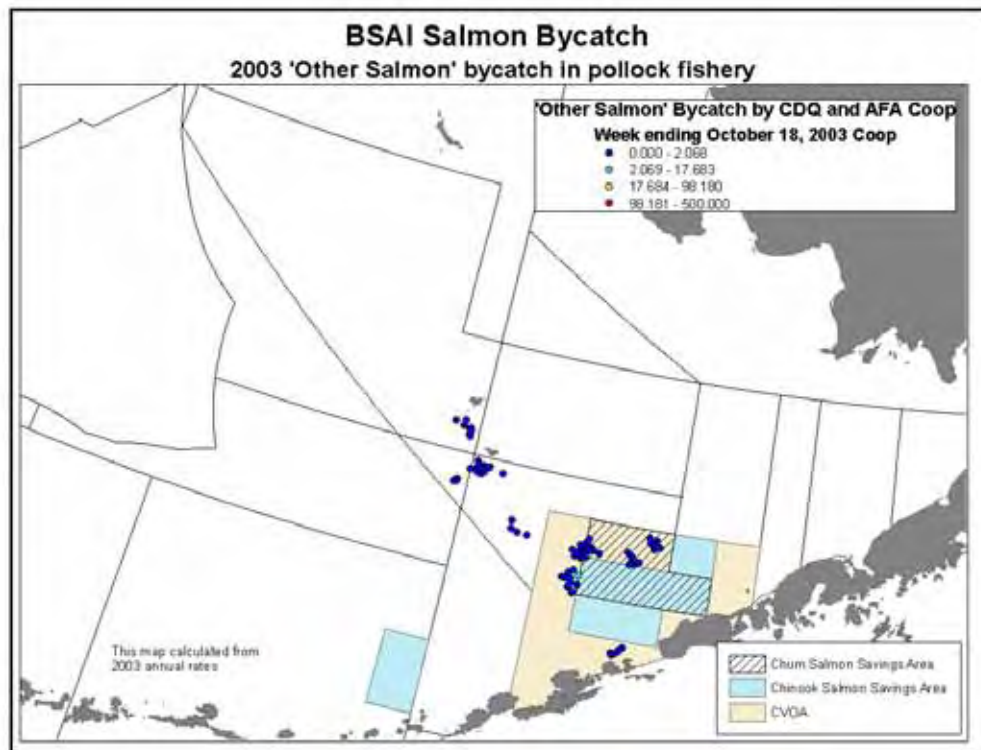 BSAI Salmon Bycatch
2003 'Other Salmon' bycatch in pollock fishery
'Other Salmon' Bycatch by CDQ and AFA Coop
Week ending October 18, 2003 Coop
0.000 - 2.068
2.069 - 17.683
17.684 - 98.180
98.181 - 500.000
This map calculated from
2003 annual rates
Chum Salmon Savings Area
Chinook Salmon Savings Area
CVOA